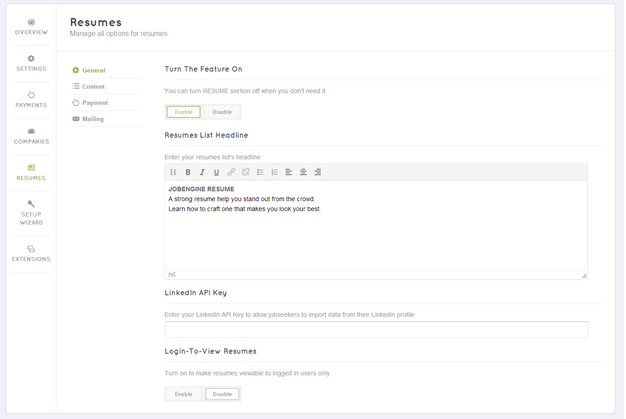 Resumes
Manage all options for resumes
OVERVIEW
SETTINGS
PAYMENTS
COMPANIES
RESUMES
SETUP
WIZARD
EXTENSIONS
General
Content
Payment
Mailing
Turn The Feature On
You can turn RESUME section off when you don't need it
Enable Disable
Resumes List Headline
Enter your resumes list's headline
H B I U
JOBENGINE RESUME
A strong resume help you stand out from the crowd.
Learn how to craft one that makes you look your best.
h6
LinkedIn API Key
Enter your LinkedIn API Key to allow jobseekers to import data from their LinkedIn profile
Login-To-View Resumes
Turn on to make resumes viewable to logged in users only
Enable Disable